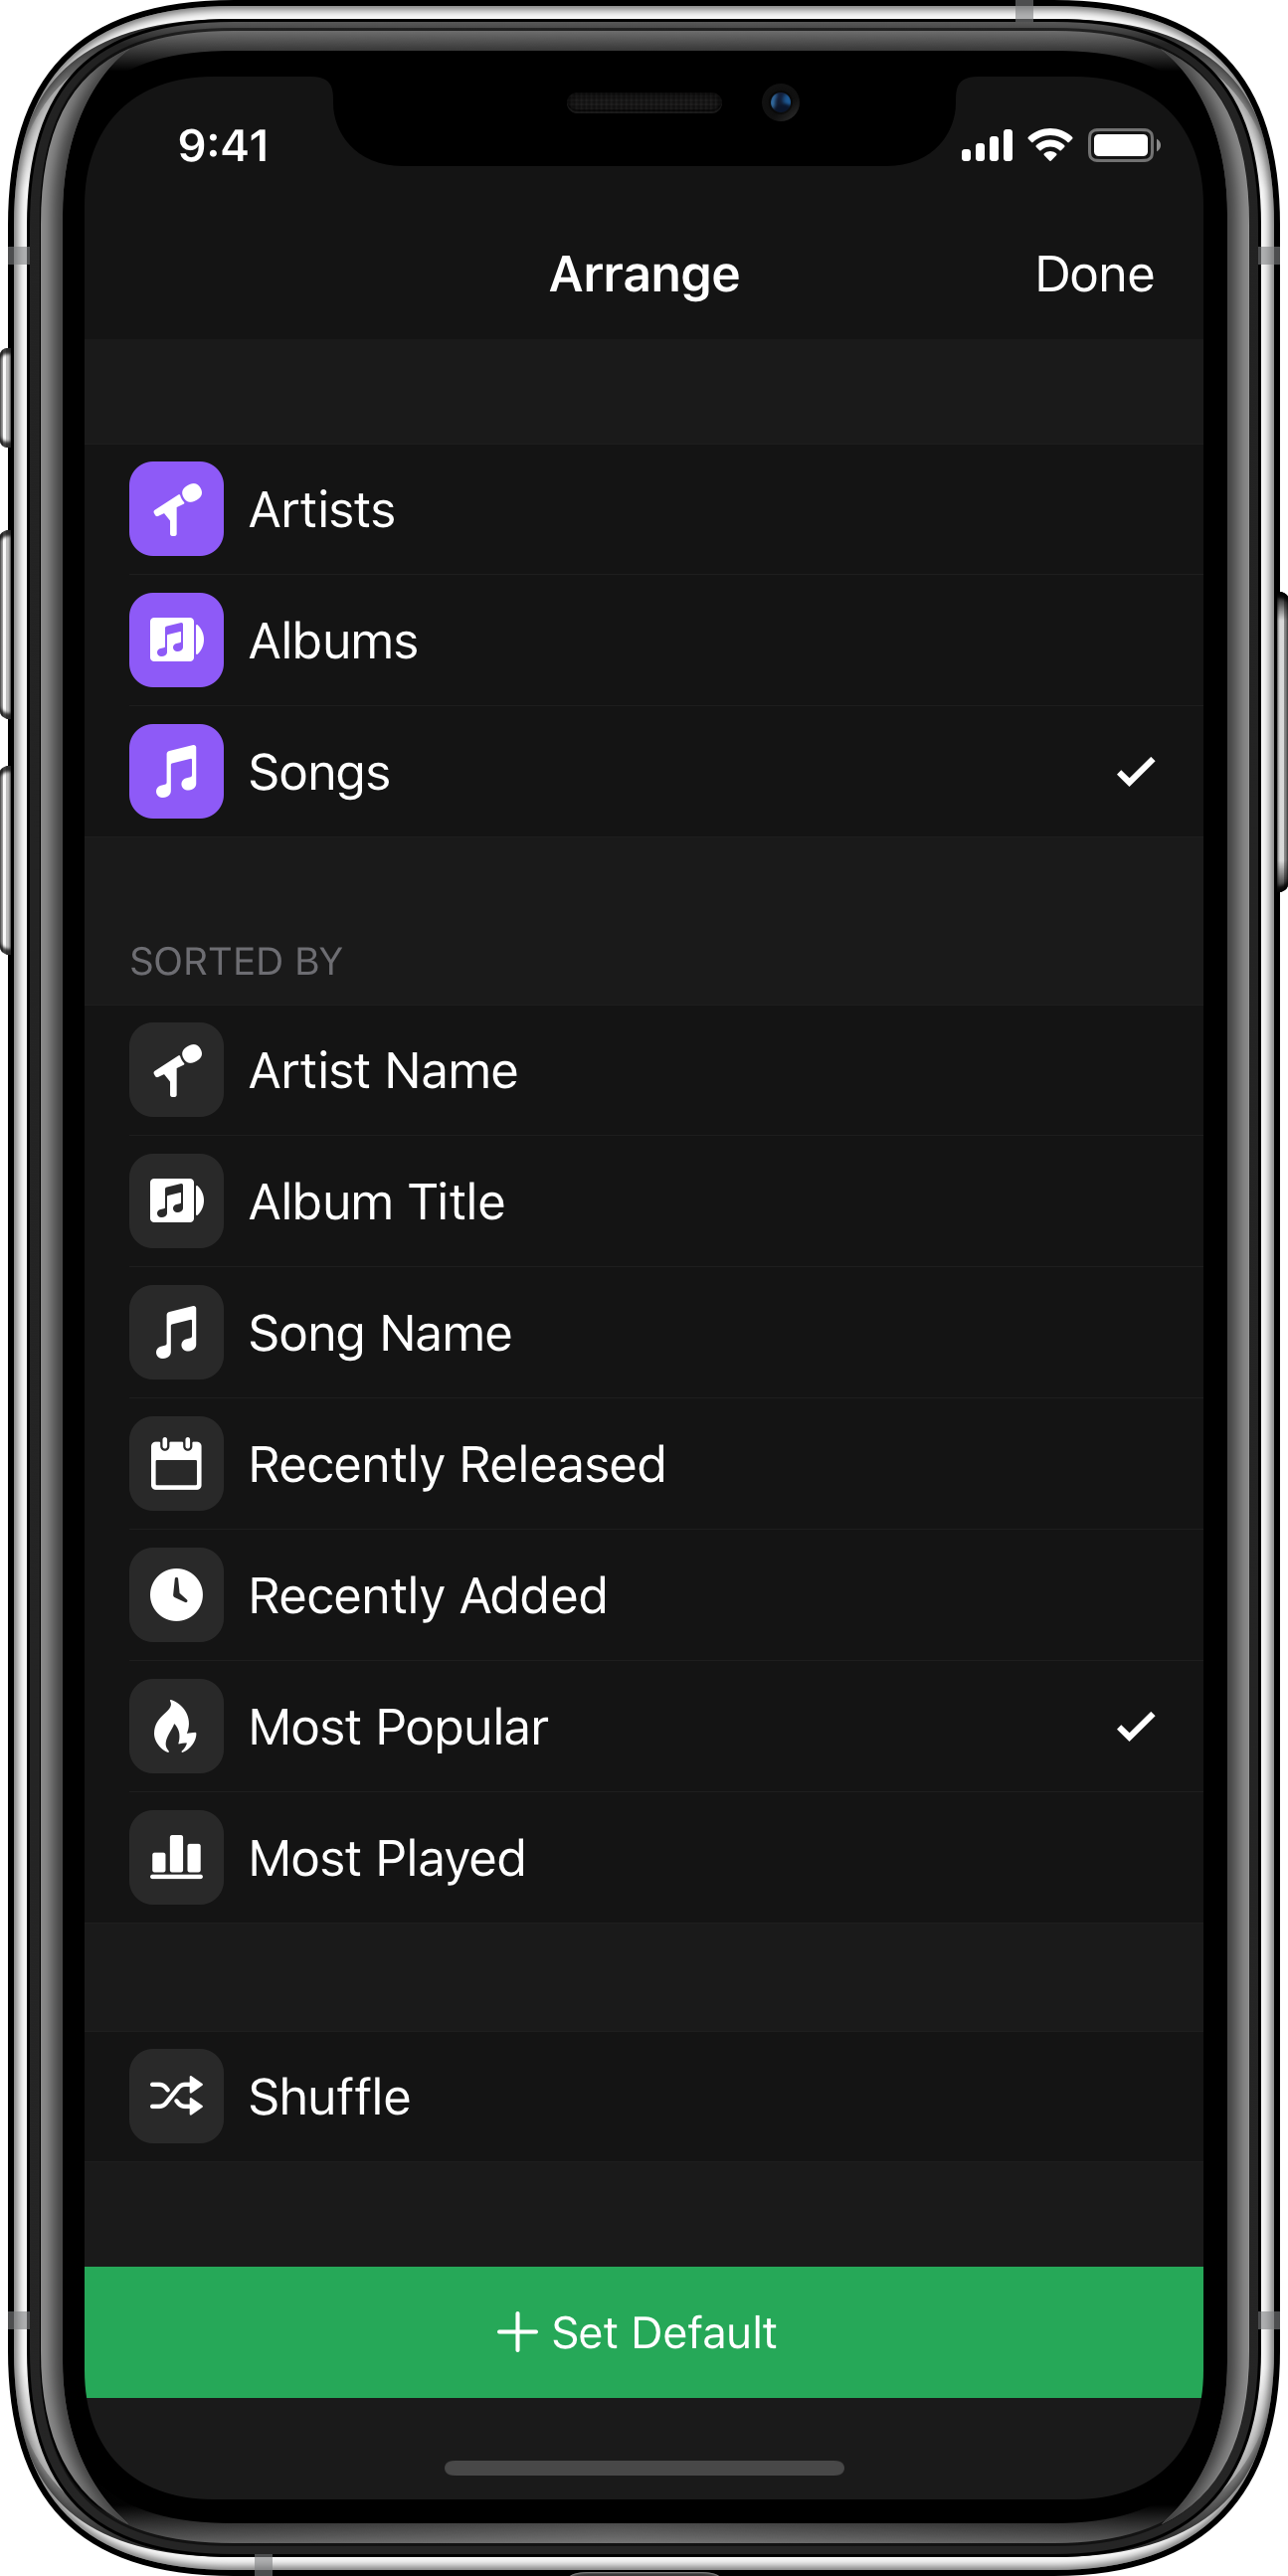 9:41
Arrange
Done
Artists
Albums
Songs
SORTED BY
Artist Name
Album Title
Song Name
Recently Released
Recently Added
Most Popular
Most Played
Shuffle
Set Default